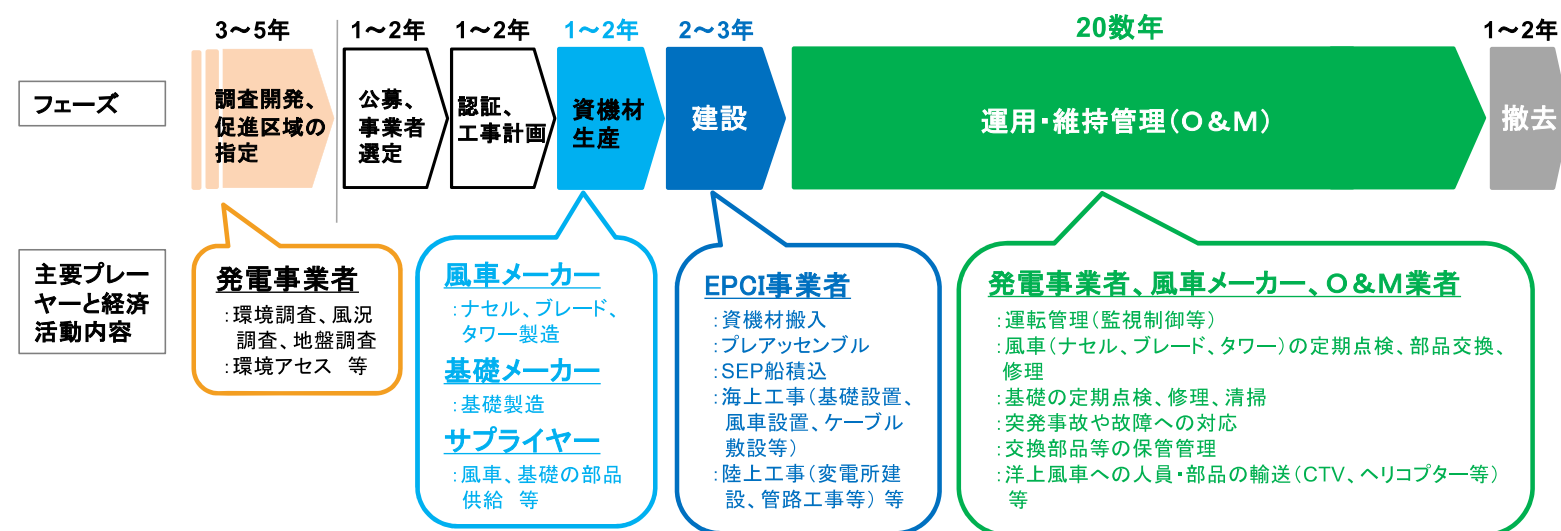 3～5年
1～2年
1～2年
1～2年
2～3年
20数年
1～2年
フェーズ
調査開発、
促進区域の
指定
公募、
事業者
選定
認証、
工事計画
資機材
生産
建設
運用・維持管理(O＆M)
撤去
主要プレー
ヤーと経済
活動内容
発電事業者
:環境調査、風況
調査、地盤調査
:環境アセス 等
風車メーカー
:ナセル、ブレード、
タワー製造
基礎メーカー
:基礎製造
サプライヤー
:風車、基礎の部品
供給 等
EPCI事業者
:資機材搬入
:プレアッセンブル
:SEP船積込
:海上工事(基礎設置、
風車設置、ケーブル
敷設等)
:陸上工事(変電所建
設、管路工事等) 等
発電事業者、風車メーカー、O＆M業者
:運転管理(監視制御等)
:風車(ナセル、ブレード、タワー)の定期点検、部品交換、
修理
:基礎の定期点検、修理、清掃
:突発事故や故障への対応
:交換部品等の保管管理
:洋上風車への人員・部品の輸送(CTV、ヘリコプター等)
等